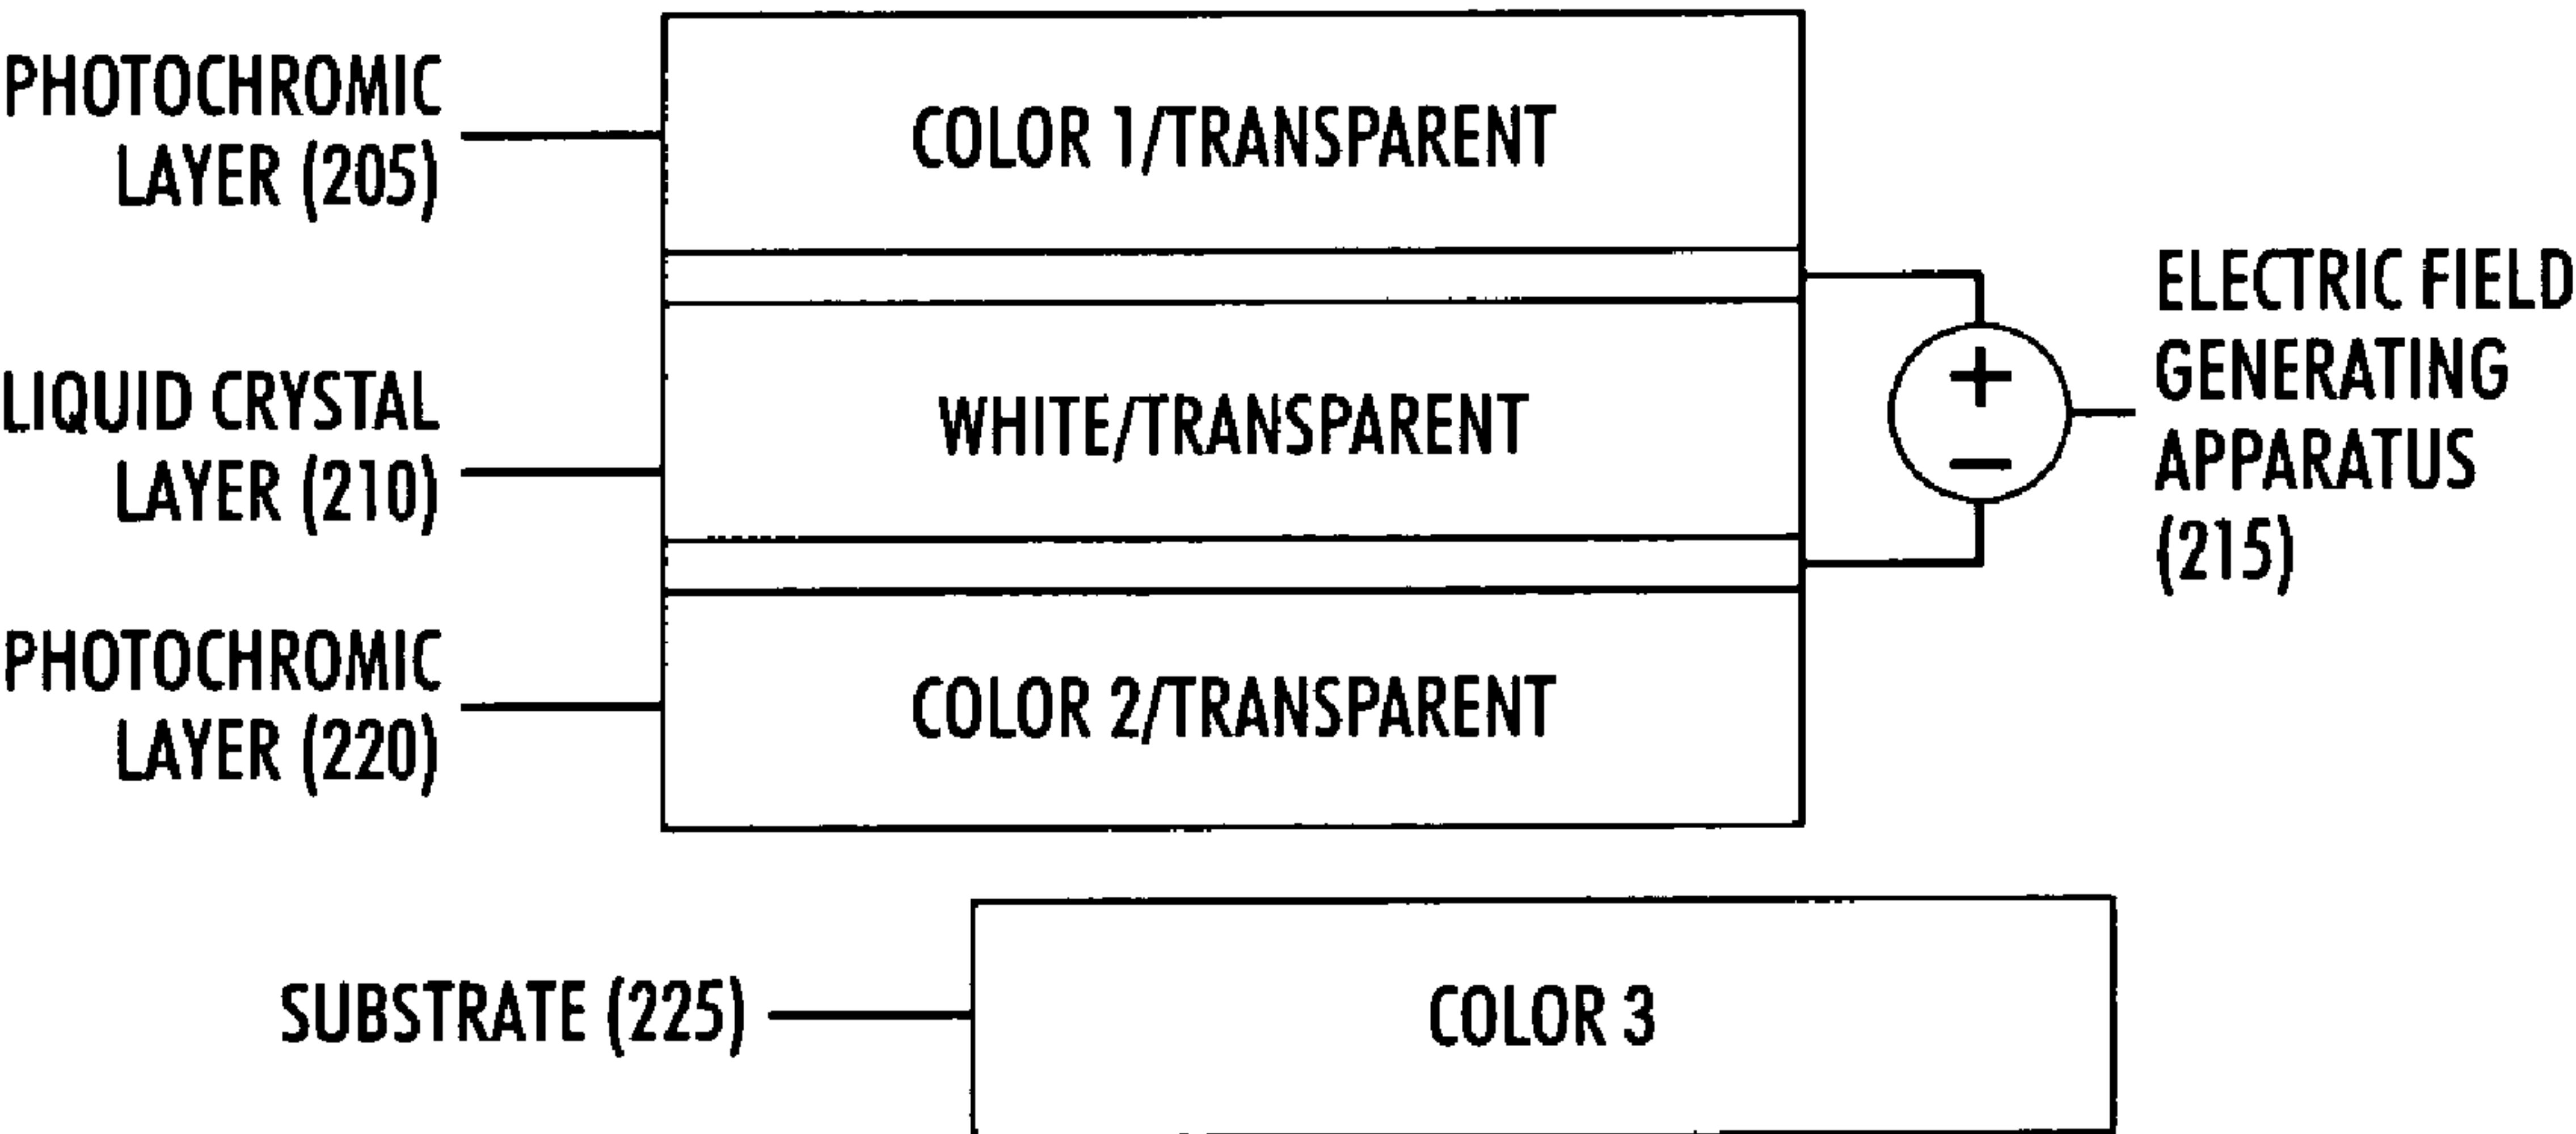 PHOTOCHROMIC
LAYER (205)
COLOR 1/TRANSPARENT
LIQUID CRYSTAL
LAYER (210)
WHITE/TRANSPARENT
+
−
ELECTRIC FIELD
GENERATING
APPARATUS
(215)
PHOTOCHROMIC
LAYER (220)
COLOR 2/TRANSPARENT
SUBSTRATE (225)
COLOR 3